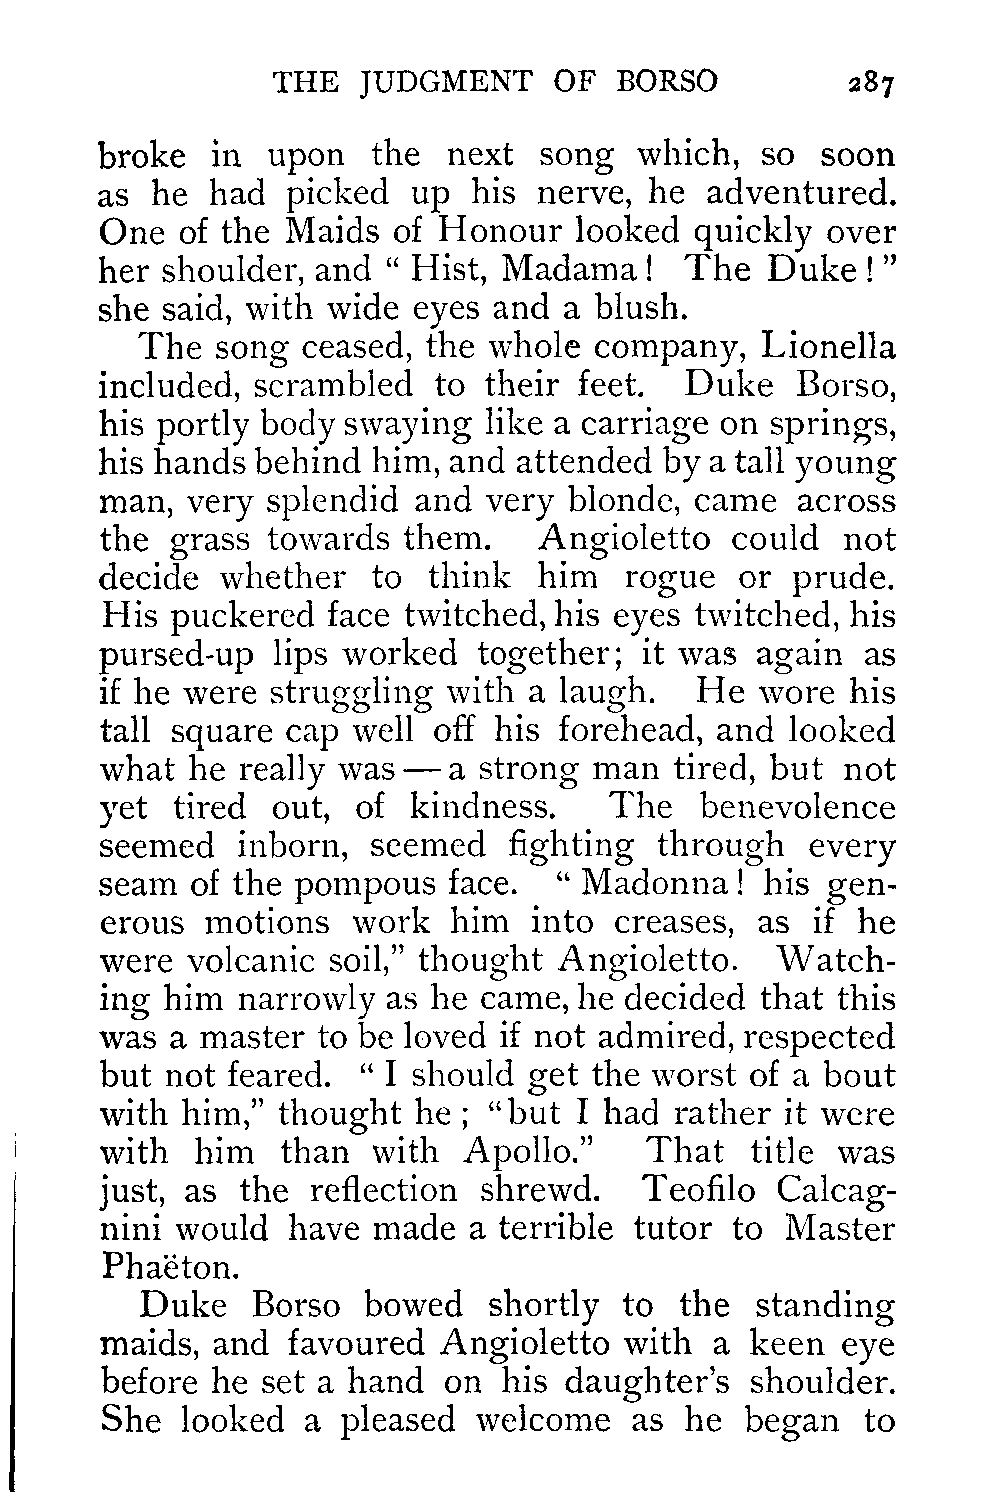 THE JUDGMENT OF BORSO 287
broke in upon the next song which, so soon
as he had picked up his nerve, he adventured.
One of the Maids of Honour looked quickly over
her shoulder, and “ Hist, Madama! The Duke ! ”
she said, with wide eyes and a blush.
The song ceased, the whole company, Lionella
included, scrambled to their feet. Duke Borso,
his portly body swaying like a carriage on springs,
his hands behind him, and attended by a tall young
man, very splendid and very blonde, came across
the grass towards them. Angioletto could not
decide whether to think him rogue or prude.
His puckered face twitched, his eyes twitched, his
pursed-up lips worked together; it was again as
if he were struggling with a laugh. He wore his
tall square cap well off his forehead, and looked
what he really was — a strong man tired, but not
yet tired out, of kindness. The benevolence
seemed inborn, seemed fighting through every
seam of the pompous face. “ Madonna! his gen-
erous motions work him into creases, as if he
were volcanic soil,” thought Angioletto. Watch-
ing him narrowly as he came, he decided that this
was a master to be loved if not admired, respected
but not feared. “ I should get the worst of a bout
with him,” thought he ; “but I had rather it were
with him than with Apollo.” That title was
just, as the reflection shrewd. Teofilo Calcag-
nini would have made a terrible tutor to Master
Phaëton.
Duke Borso bowed shortly to the standing
maids, and favoured Angioletto with a keen eye
before he set a hand on his daughter's shoulder.
She looked a pleased welcome as he began to